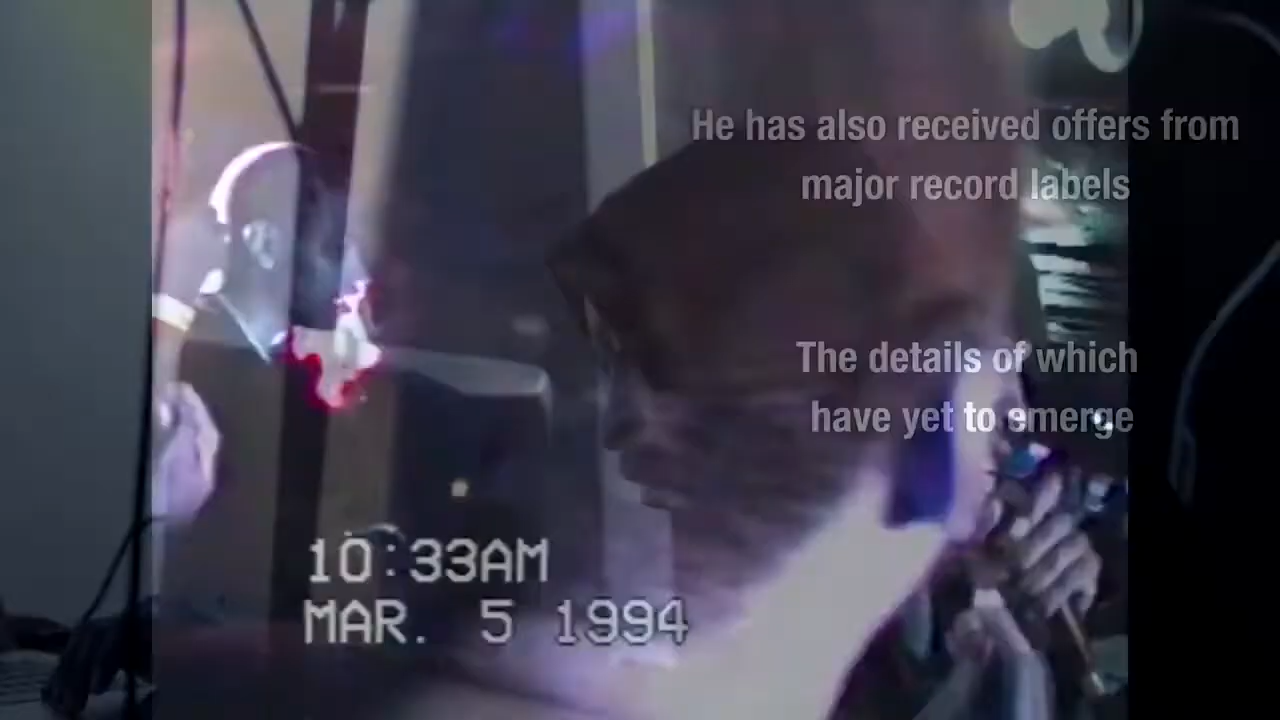 He has also received offers from
major record labels
The details of which
have yet to emerge
10:33AM
MAR. 5 1994